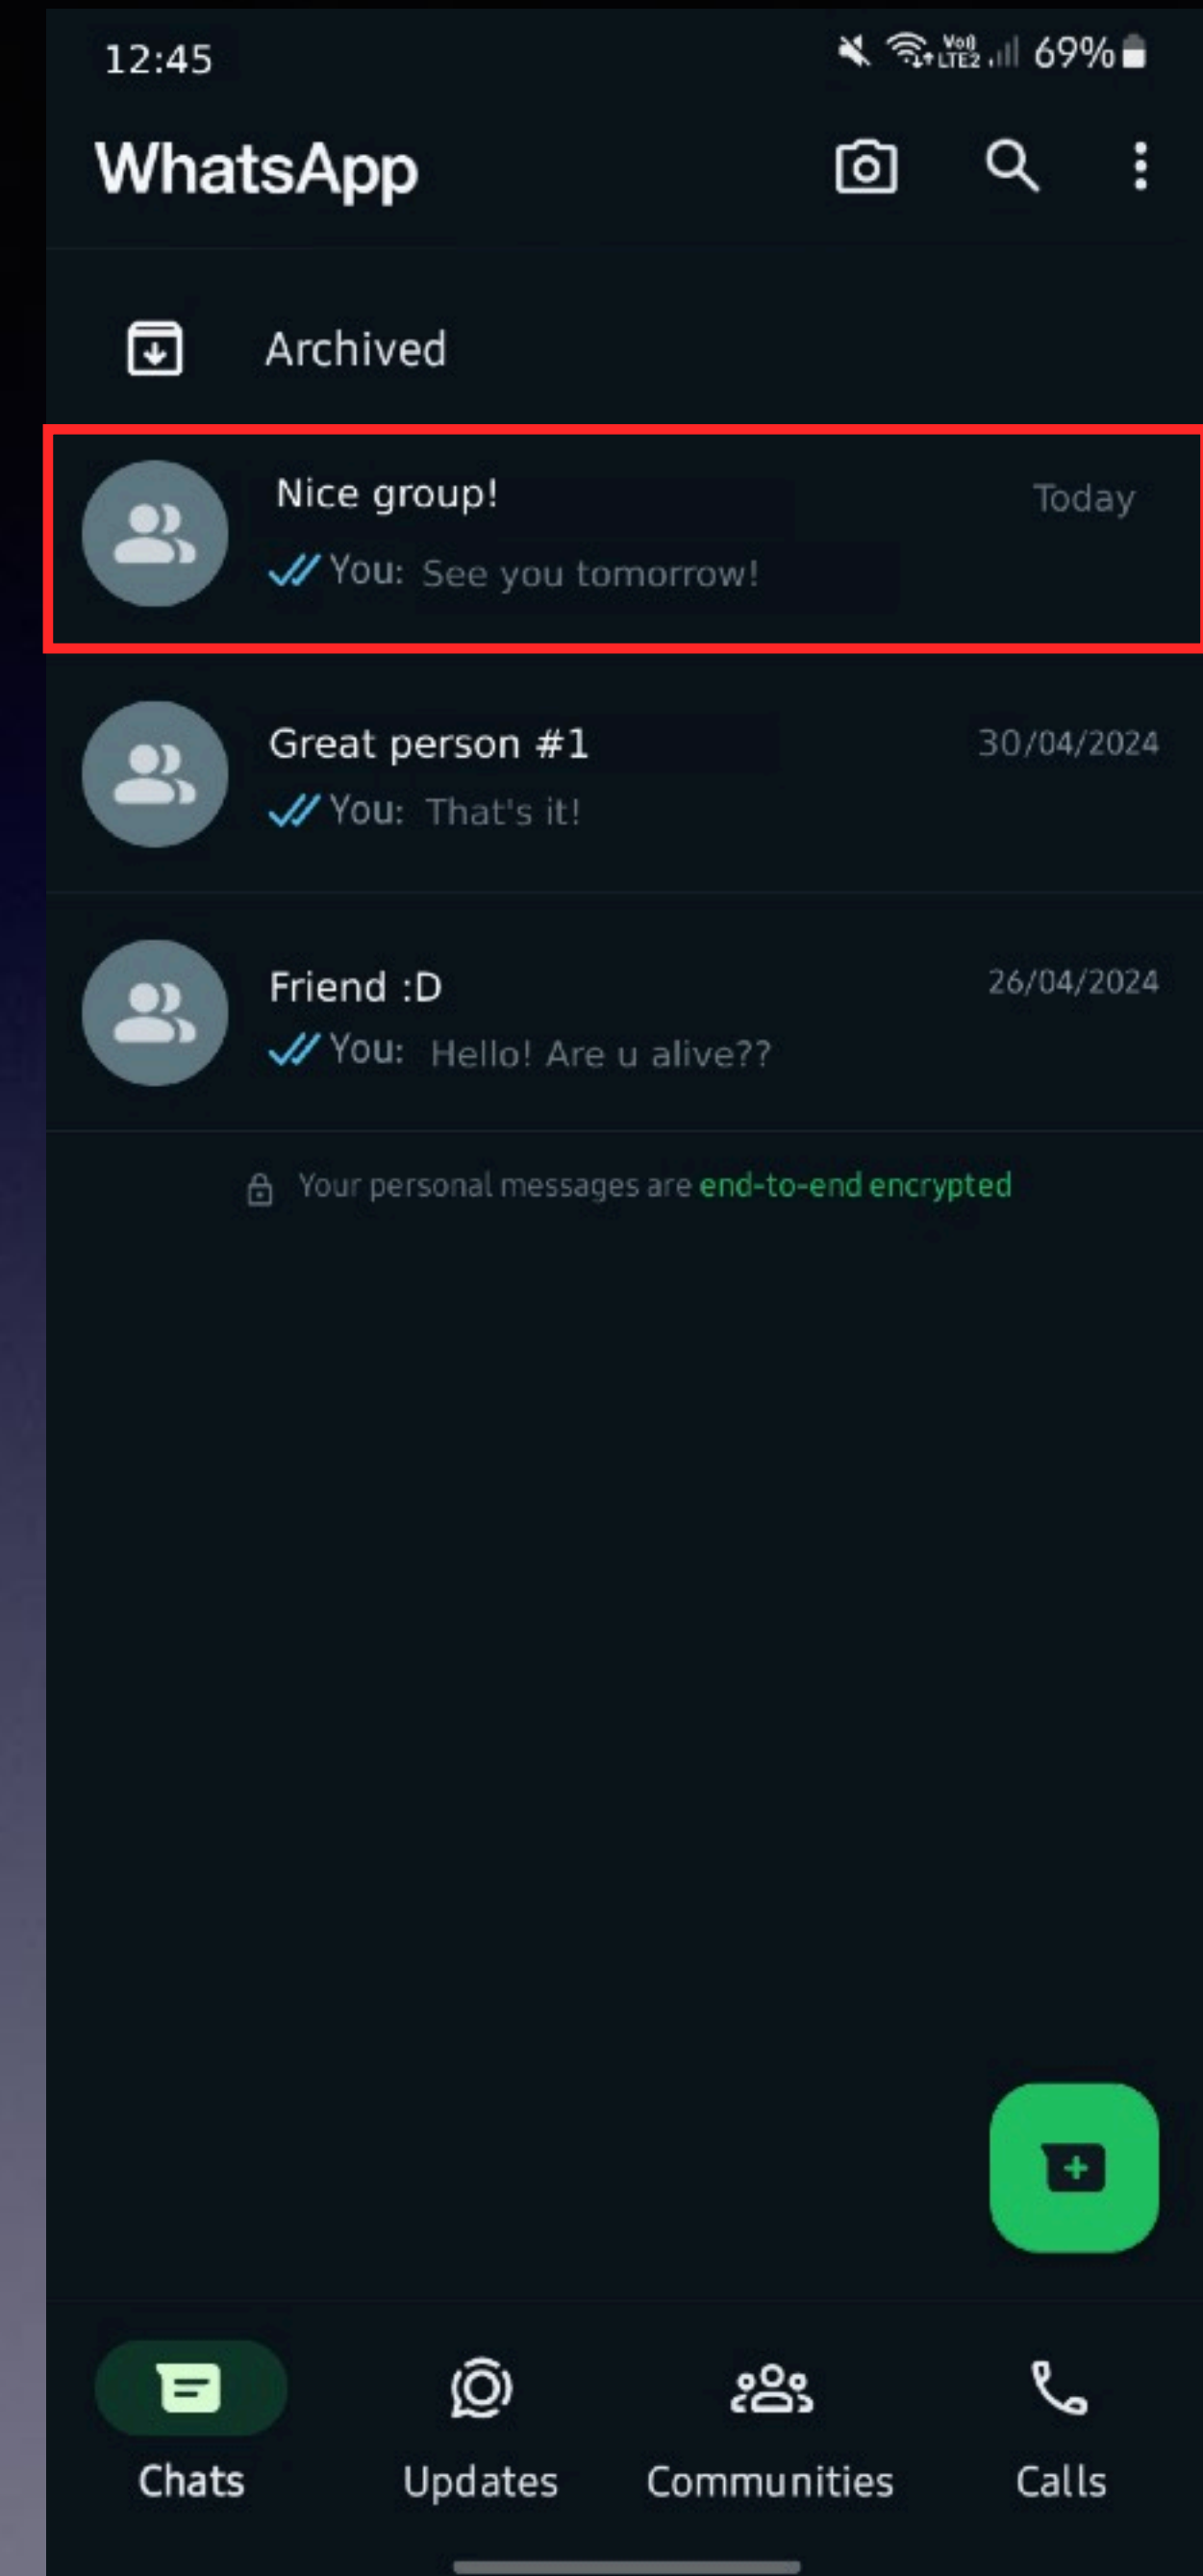 12:45 Vo) LTE2 69%
WhatsApp
Archived
Nice group! Today
You: See you tomorrow!
Great person #1 30/04/2024
You: That's it!
Friend :D 26/04/2024
You: Hello! Are u alive??
Your personal messages are end-to-end encrypted
Chats Updates Communities Calls